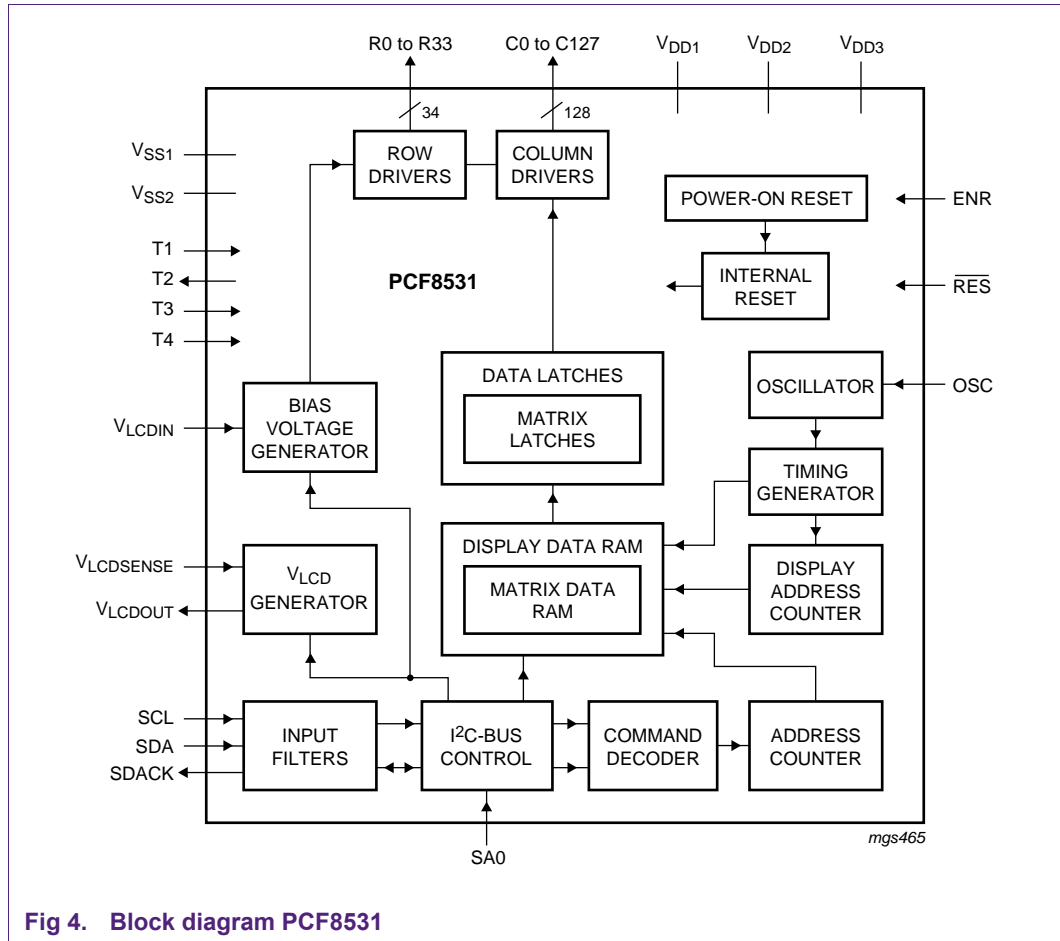 R0 to R33
C0 to C127
VDD1
VDD2
VDD3
34
128
VSS1
VSS2
T1
T2
T3
T4
ROW
DRIVERS
COLUMN
DRIVERS
POWER-ON RESET
ENR
INTERNAL
RESET
RES
PCF8531
DATA LATCHES
MATRIX
LATCHES
OSCILLATOR
OSC
VLCDIN
BIAS
VOLTAGE
GENERATOR
TIMING
GENERATOR
VLCDSENSE
VLCDOUT
VLCD
GENERATOR
DISPLAY DATA RAM
MATRIX DATA
RAM
DISPLAY
ADDRESS
COUNTER
SCL
SDA
SDACK
INPUT
FILTERS
I2C-BUS
CONTROL
COMMAND
DECODER
ADDRESS
COUNTER
SA0
mgs465
Fig 4. Block diagram PCF8531